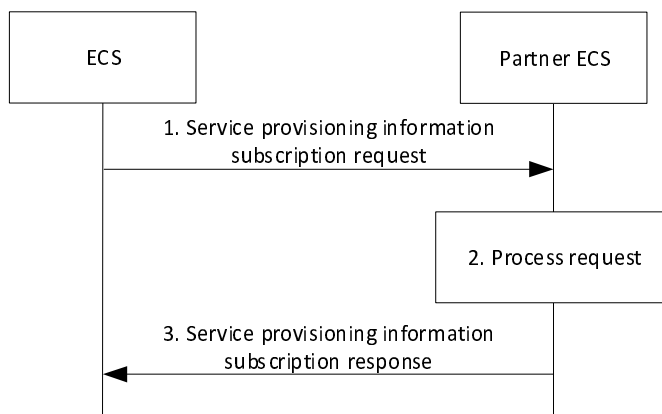 ECS
Partner ECS
1. Service provisioning information
subscription request
2. Process request
3. Service provisioning information
subscription response